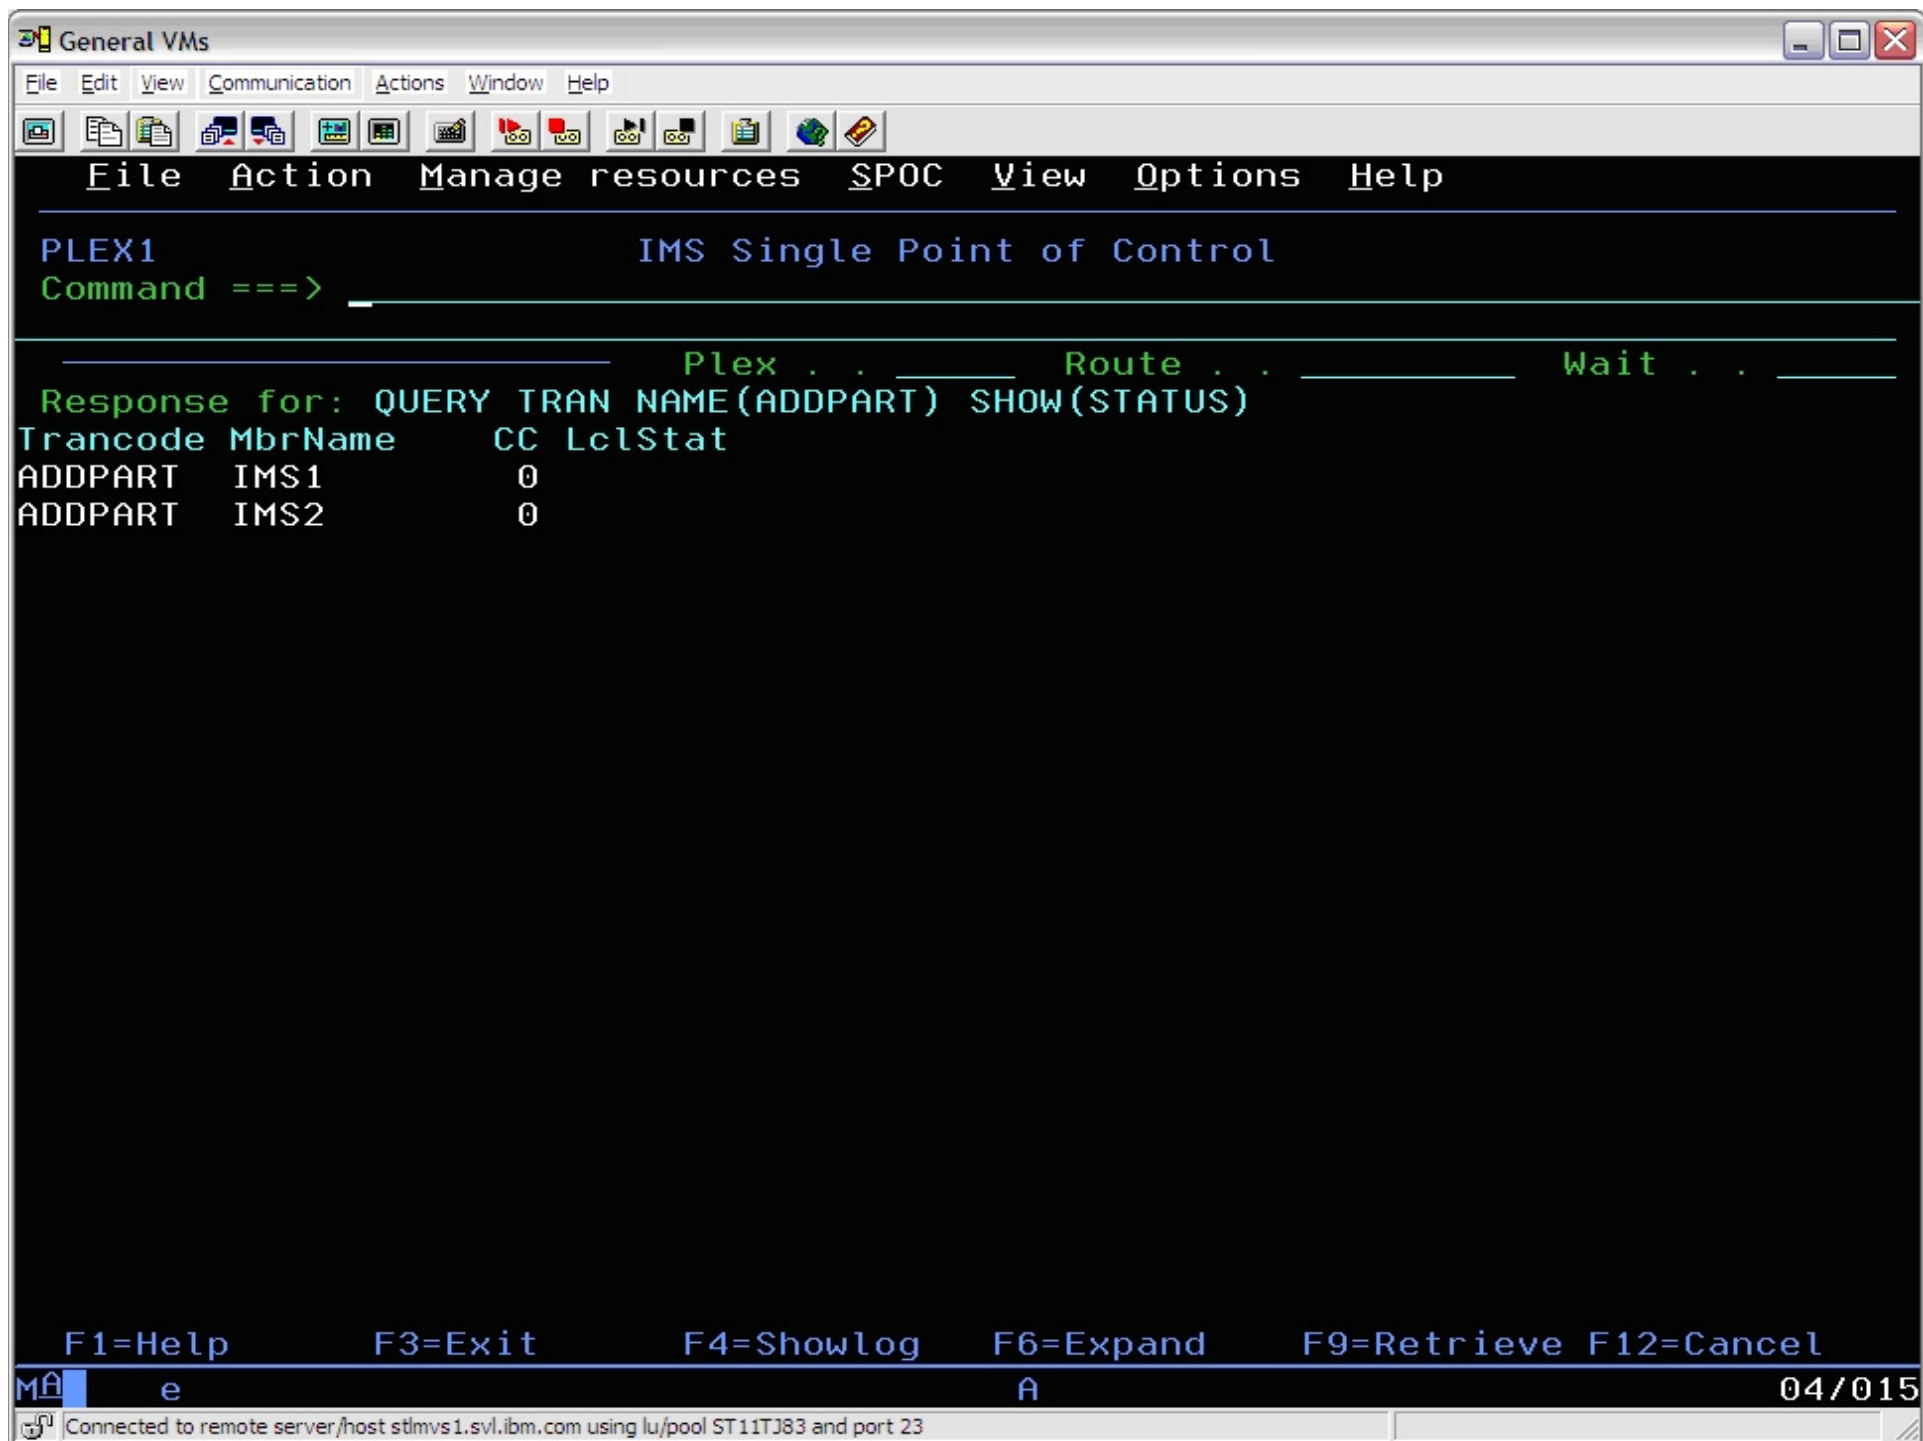 General VMs
File Edit View Communication Actions Window Help
File Action Manage resources SPOC View Options Help
PLEX1 IMS Single Point of Control
Command ===>
Plex . . Route . . Wait . .
Response for: QUERY TRAN NAME(ADDPART) SHOW(STATUS)
Trancode MbrName CC LclStat
ADDPART IMS1 0
ADDPART IMS2 0
F1=Help F3=Exit F4=Showlog F6=Expand F9=Retrieve F12=Cancel
MA e A 04/015
Connected to remote server/host stlmvs1.svl.ibm.com using lu/pool ST11TJ83 and port 23